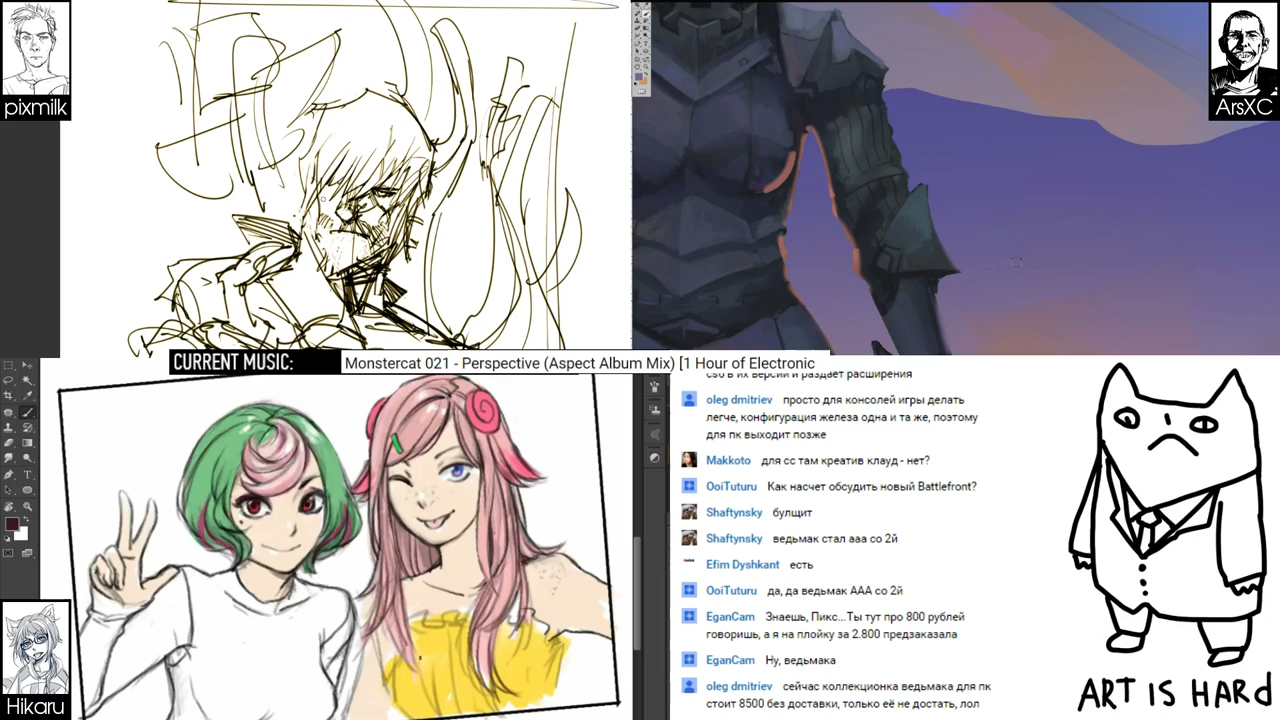 pixmilk
ArsXC
CURRENT MUSIC:
Monstercat 021 - Perspective (Aspect Album Mix) [1 Hour of Electronic
в их версии и раздает расширения
oleg dmitriev просто для консолей игры делать
легче, конфигурация железа одна и та же, поэтому
для пк выходит позже
Makkoto для сс там креатив клауд - нет?
OoiTuturu Как насчет обсудить новый Battlefront?
Shaftynsky булщит
Shaftynsky ведьмак стал ааа со 2й
Efim Dyshkant есть
OoiTuturu да, да ведьмак ААА со 2й
EganCam Знаешь, Пикс...Ты тут про 800 рублей
говоришь, а я на плойку за 2.800 предзаказала
EganCam Ну, ведьмака
oleg dmitriev сейчас коллекционка ведьмака для пк
стоит 8500 без доставки, только её не достать, лол
Hikaru
ART IS HARd